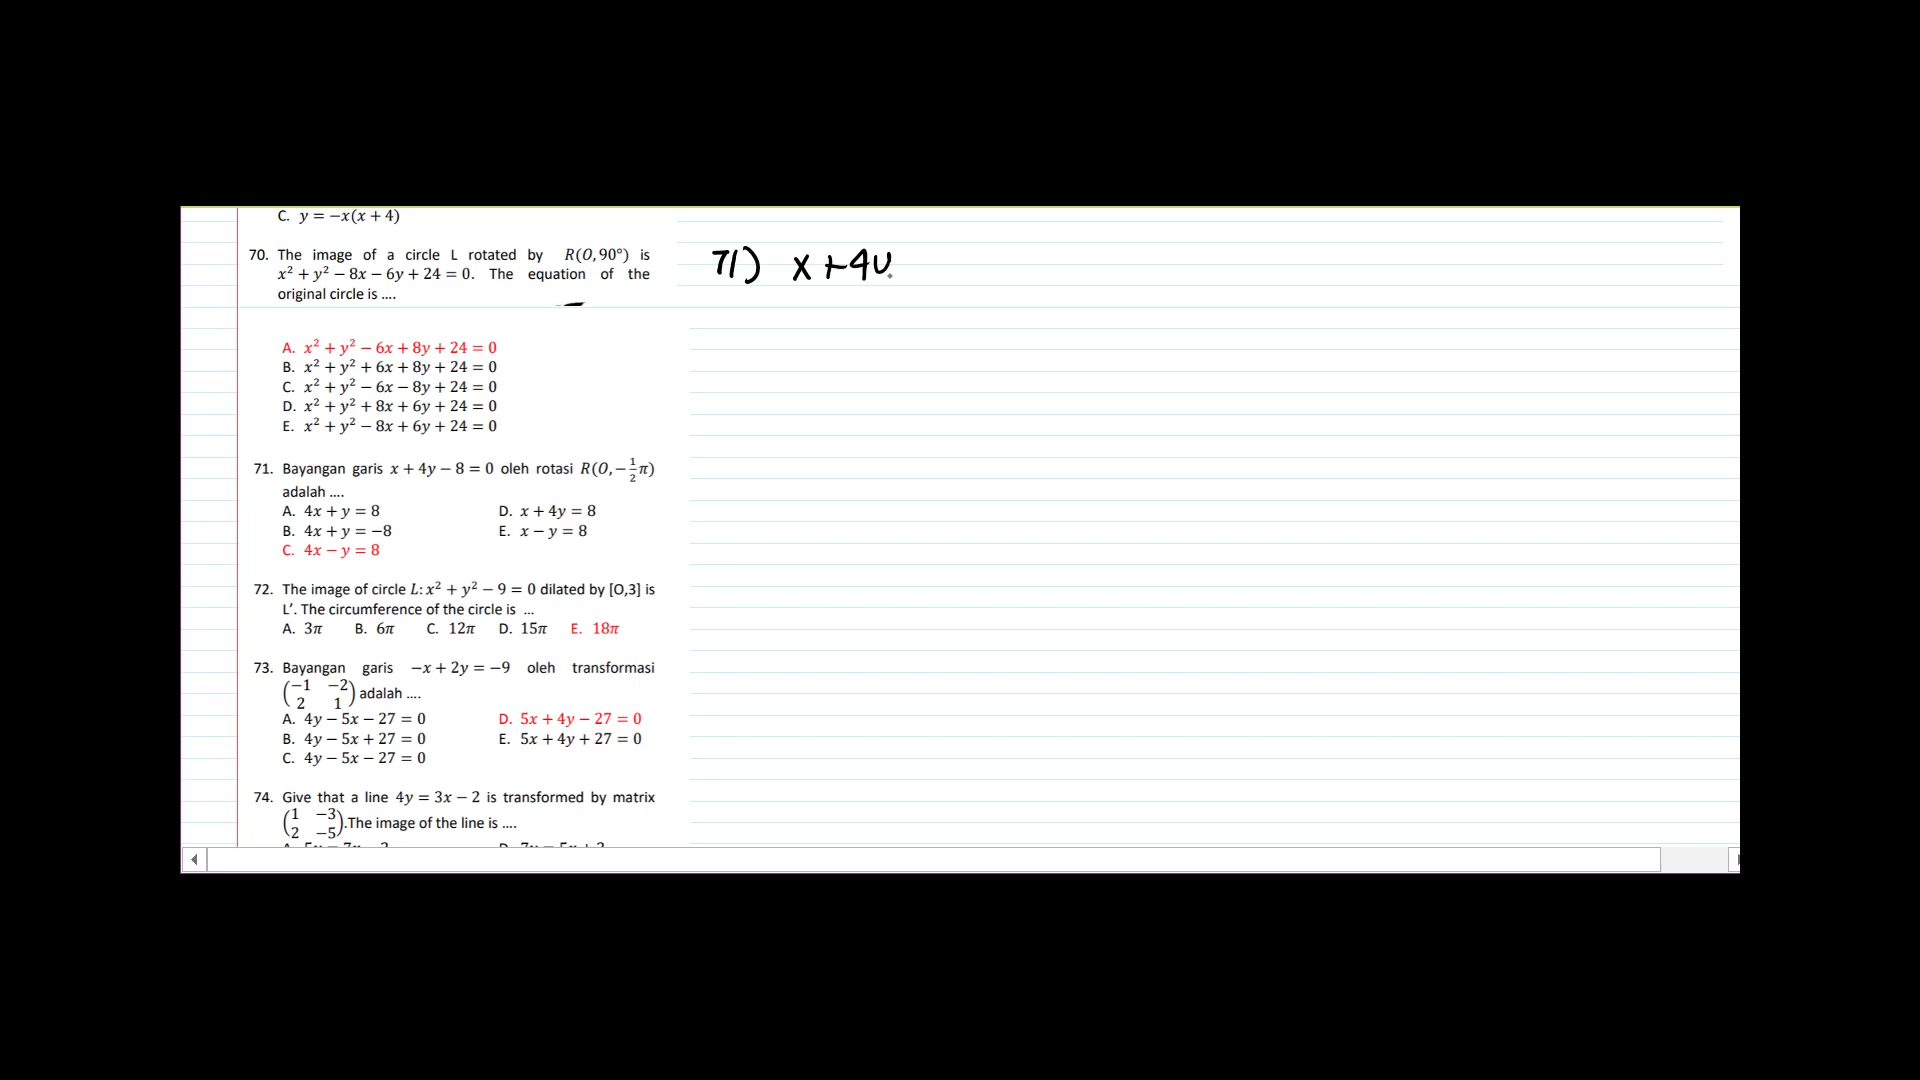 C. y = −x(x + 4)
70. The image of a circle L rotated by R(O, 90°) is
x² + y² − 8x − 6y + 24 = 0. The equation of the
original circle is ....
A. x² + y² − 6x + 8y + 24 = 0
B. x² + y² + 6x + 8y + 24 = 0
C. x² + y² − 6x − 8y + 24 = 0
D. x² + y² + 8x + 6y + 24 = 0
E. x² + y² − 8x + 6y + 24 = 0
71. Bayangan garis x + 4y − 8 = 0 oleh rotasi R(O, −½π)
adalah ....
A. 4x + y = 8 D. x + 4y = 8
B. 4x + y = −8 E. x − y = 8
C. 4x − y = 8
72. The image of circle L: x² + y² − 9 = 0 dilated by [O,3] is
L’. The circumference of the circle is ...
A. 3π B. 6π C. 12π D. 15π E. 18π
73. Bayangan garis −x + 2y = −9 oleh transformasi
(−1 −2
2 1) adalah ....
A. 4y − 5x − 27 = 0 D. 5x + 4y − 27 = 0
B. 4y − 5x + 27 = 0 E. 5x + 4y + 27 = 0
C. 4y − 5x − 27 = 0
74. Give that a line 4y = 3x − 2 is transformed by matrix
(1 −3
2 −5).The image of the line is ....
71) x + 4